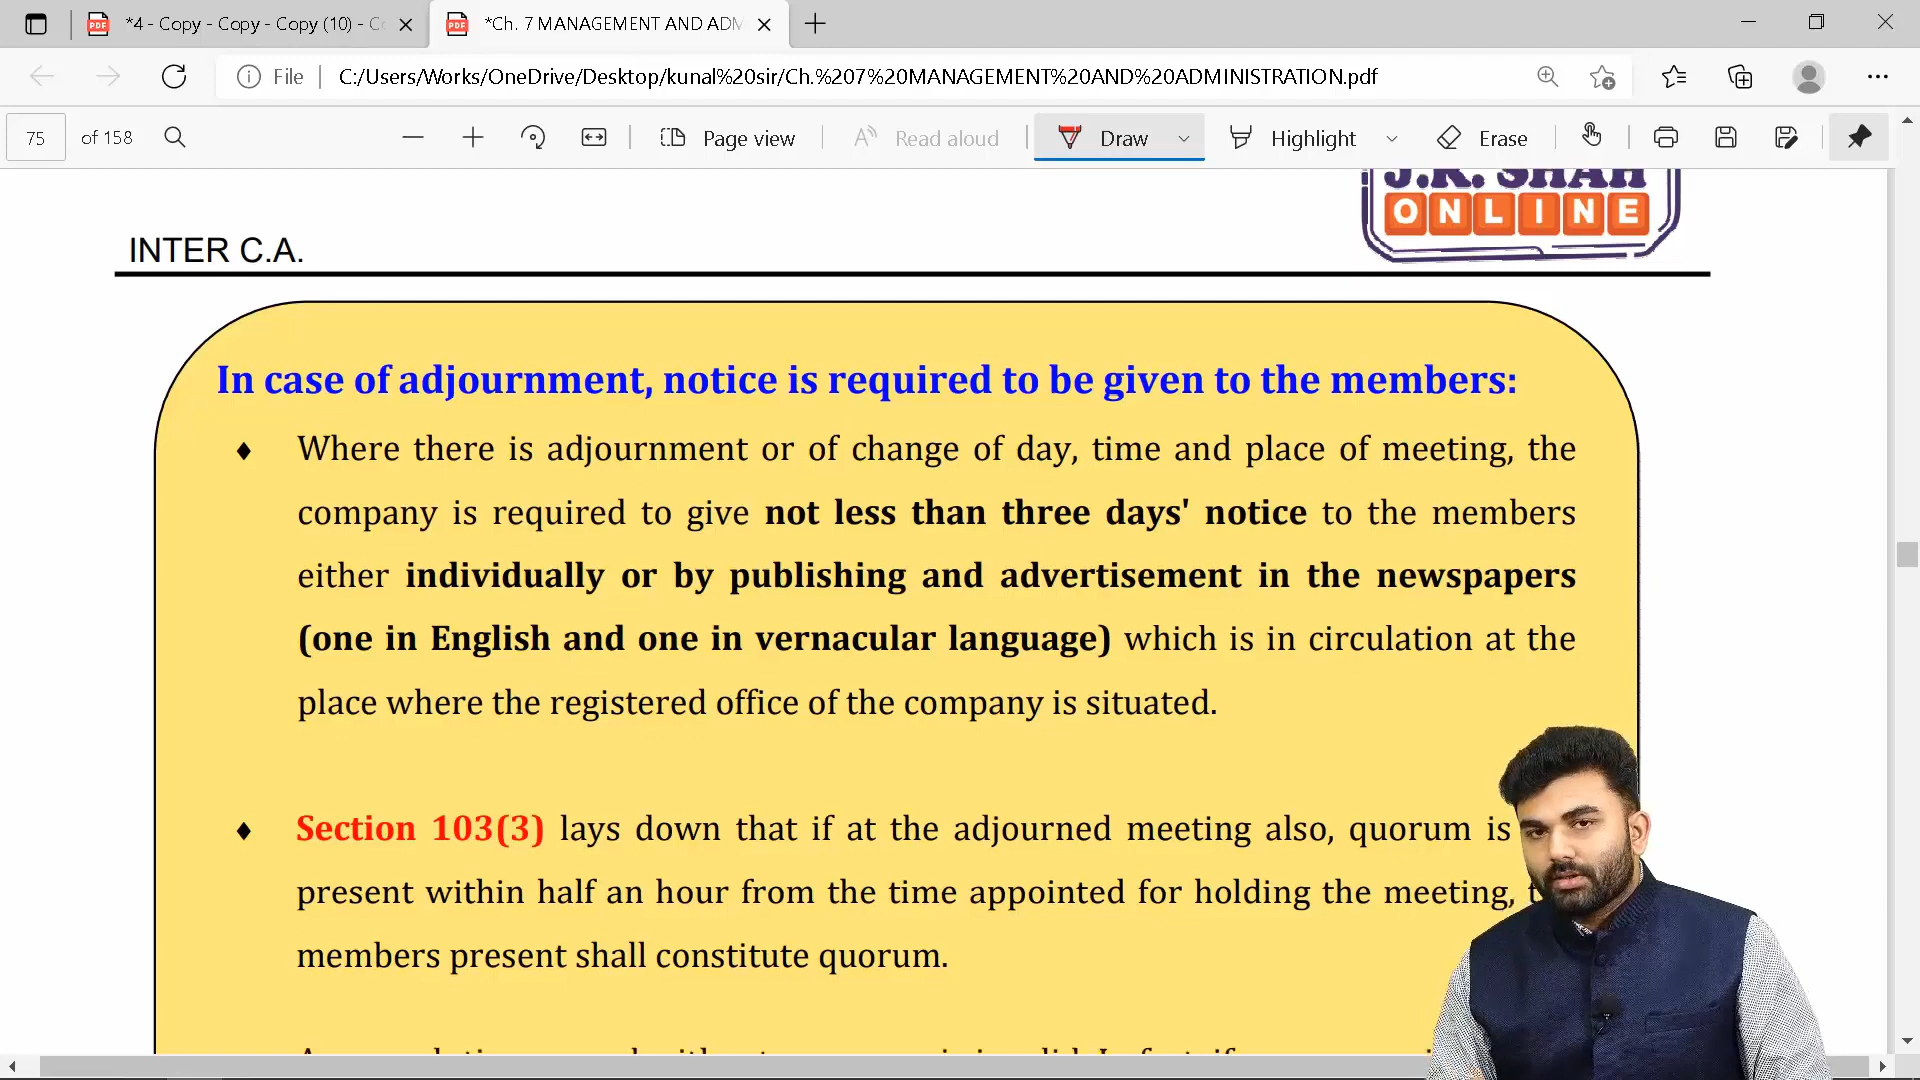 *4 - Copy - Copy - Copy (10) - C
*Ch. 7 MANAGEMENT AND ADM
File
C:/Users/Works/OneDrive/Desktop/kunal%20sir/Ch.%207%20MANAGEMENT%20AND%20ADMINISTRATION.pdf
75 of 158
Page view
Read aloud
Draw
Highlight
Erase
J.K. SHAH
ONLINE
INTER C.A.
In case of adjournment, notice is required to be given to the members:
♦ Where there is adjournment or of change of day, time and place of meeting, the
company is required to give not less than three days' notice to the members
either individually or by publishing and advertisement in the newspapers
(one in English and one in vernacular language) which is in circulation at the
place where the registered office of the company is situated.
♦ Section 103(3) lays down that if at the adjourned meeting also, quorum is
present within half an hour from the time appointed for holding the meeting,
members present shall constitute quorum.